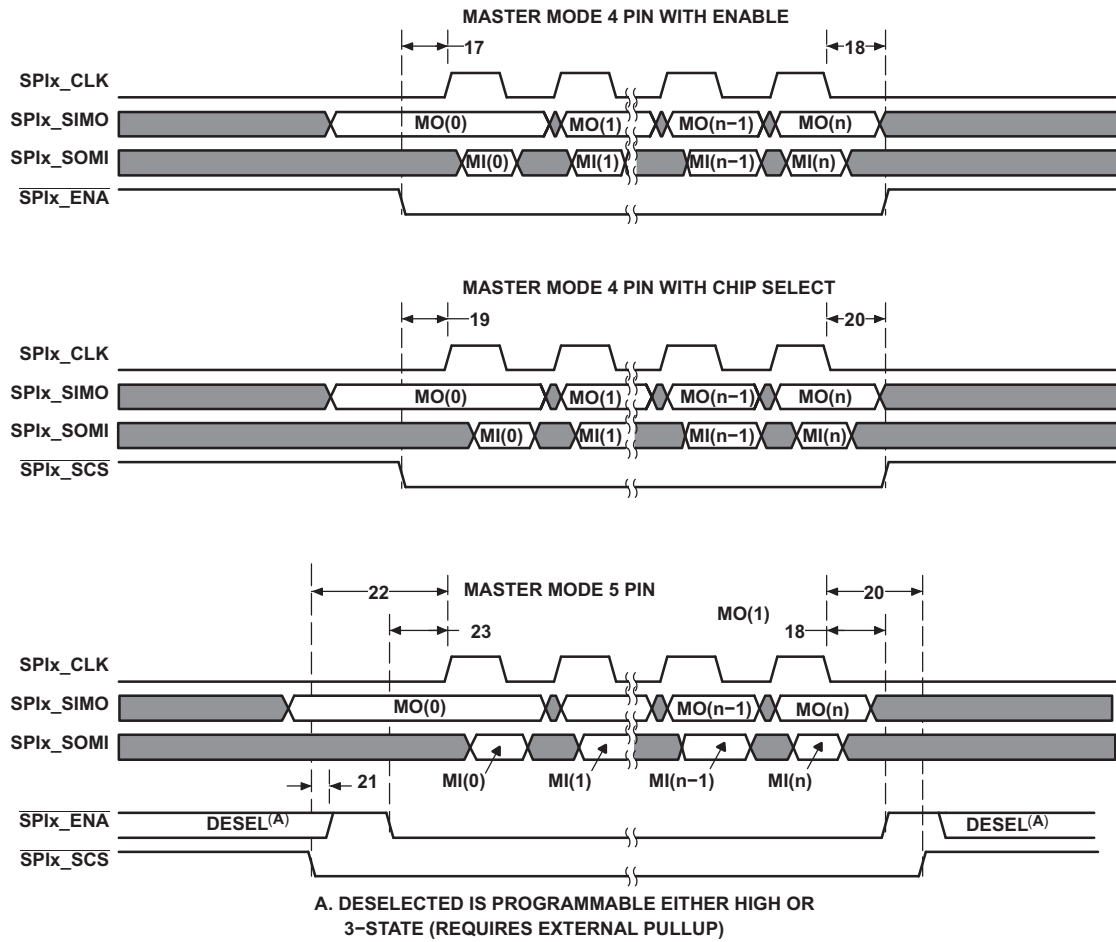 MASTER MODE 4 PIN WITH ENABLE
17 18
SPIx_CLK
SPIx_SIMO MO(0) MO(1) MO(n−1) MO(n)
SPIx_SOMI MI(0) MI(1) MI(n−1) MI(n)
SPIx_ENA
MASTER MODE 4 PIN WITH CHIP SELECT
19 20
SPIx_CLK
SPIx_SIMO MO(0) MO(1) MO(n−1) MO(n)
SPIx_SOMI MI(0) MI(1) MI(n−1) MI(n)
SPIx_SCS
22 MASTER MODE 5 PIN 20
MO(1)
23 18
SPIx_CLK
SPIx_SIMO MO(0) MO(n−1) MO(n)
SPIx_SOMI
21 MI(0) MI(1) MI(n−1) MI(n)
SPIx_ENA DESEL(A) DESEL(A)
SPIx_SCS
A. DESELECTED IS PROGRAMMABLE EITHER HIGH OR
3−STATE (REQUIRES EXTERNAL PULLUP)